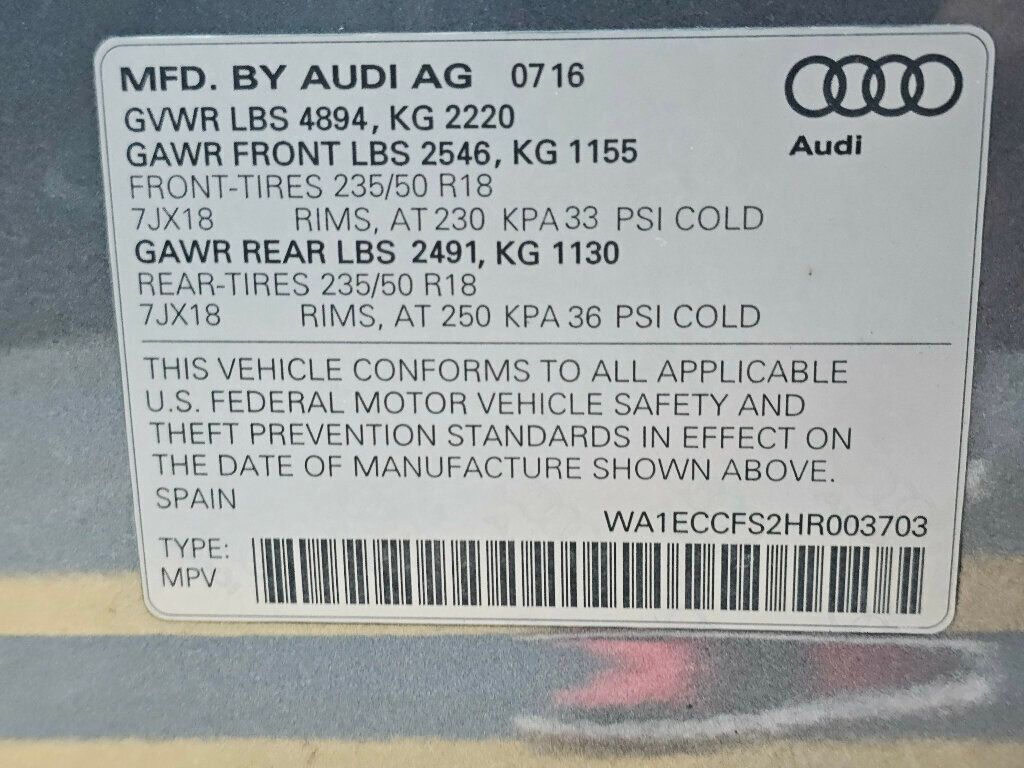 MFD. BY AUDI AG 0716
GVWR LBS 4894, KG 2220
GAWR FRONT LBS 2546, KG 1155
Audi
FRONT-TIRES 235/50 R18
7JX18 RIMS, AT 230 KPA 33 PSI COLD
GAWR REAR LBS 2491, KG 1130
REAR-TIRES 235/50 R18
7JX18 RIMS, AT 250 KPA 36 PSI COLD
THIS VEHICLE CONFORMS TO ALL APPLICABLE
U.S. FEDERAL MOTOR VEHICLE SAFETY AND
THEFT PREVENTION STANDARDS IN EFFECT ON
THE DATE OF MANUFACTURE SHOWN ABOVE.
SPAIN
WA1ECCFS2HR003703
TYPE:
MPV